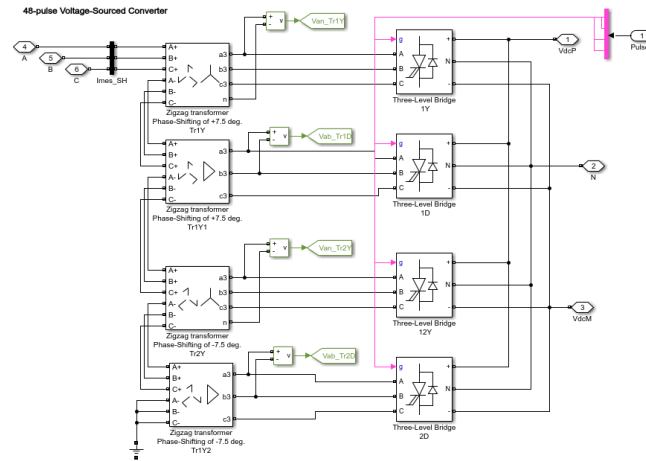 48-pulse Voltage-Sourced Converter
4
A
5
B
6
C
Imes_SH
A+
B+
C+
A-
B-
C-
a3
b3
c3
n
Zigzag transformer
Phase-Shifting of +7.5 deg.
Tr1Y
+
-
v
Van_Tr1Y
g
A
B
C
+
N
-
Three-Level Bridge
1Y
1
VdcP
1
Pulse
A+
B+
C+
A-
B-
C-
a3
b3
c3
Zigzag transformer
Phase-Shifting of +7.5 deg.
Tr1Y1
+
-
v
Vab_Tr1D
g
A
B
C
+
N
-
Three-Level Bridge
1D
2
N
A+
B+
C+
A-
B-
C-
a3
b3
c3
n
Zigzag transformer
Phase-Shifting of -7.5 deg.
Tr2Y
+
-
v
Van_Tr2Y
g
A
B
C
+
N
-
Three-Level Bridge
12Y
3
VdcM
A+
B+
C+
A-
B-
C-
a3
b3
c3
Zigzag transformer
Phase-Shifting of -7.5 deg.
Tr1Y2
+
-
v
Vab_Tr2D
g
A
B
C
+
N
-
Three-Level Bridge
2D